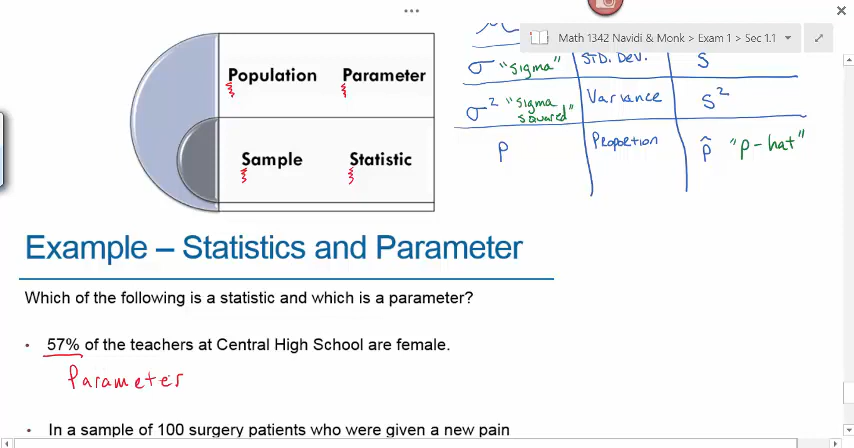 Math 1342 Navidi & Monk > Exam 1 > Sec 1.1
Population Parameter
Sample Statistic
σ "sigma" STD. DEV. S
σ² "sigma squared" Variance S²
P Proportion p̂ "p-hat"
Example – Statistics and Parameter
Which of the following is a statistic and which is a parameter?
• 57% of the teachers at Central High School are female.
Parameter
• In a sample of 100 surgery patients who were given a new pain